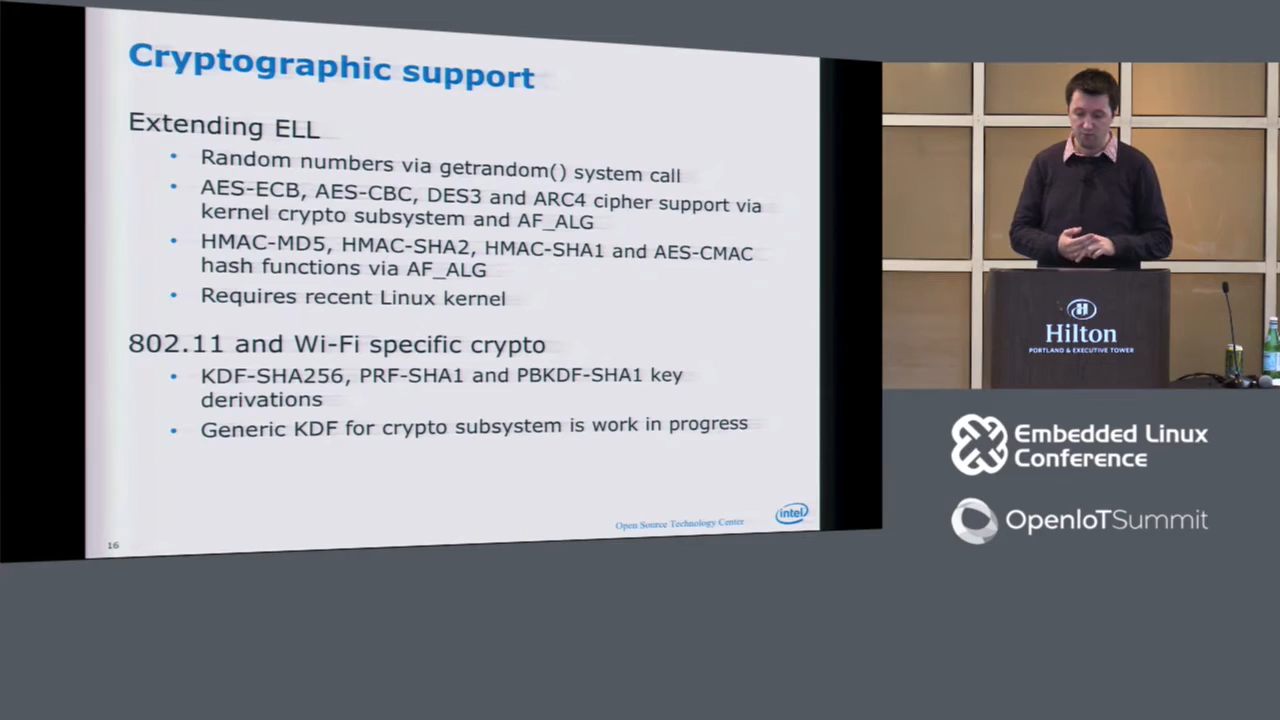 Cryptographic support
Extending ELL
• Random numbers via getrandom() system call
• AES-ECB, AES-CBC, DES3 and ARC4 cipher support via
kernel crypto subsystem and AF_ALG
• HMAC-MD5, HMAC-SHA2, HMAC-SHA1 and AES-CMAC
hash functions via AF_ALG
• Requires recent Linux kernel
802.11 and Wi-Fi specific crypto
• KDF-SHA256, PRF-SHA1 and PBKDF-SHA1 key
derivations
• Generic KDF for crypto subsystem is work in progress
Open Source Technology Center
intel
16
H
Hilton
PORTLAND & EXECUTIVE TOWER
Embedded Linux
Conference
OpenIoTSummit